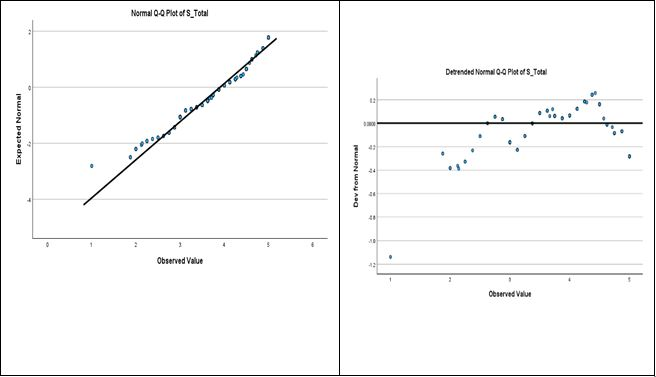 Normal Q-Q Plot of S_Total
Expected Normal
2
0
-2
-4
0 1 2 3 4 5 6
Observed Value
Detrended Normal Q-Q Plot of S_Total
Dev from Normal
0.2
0.0000
-0.2
-0.4
-0.6
-0.8
-1.0
-1.2
1 2 3 4 5
Observed Value